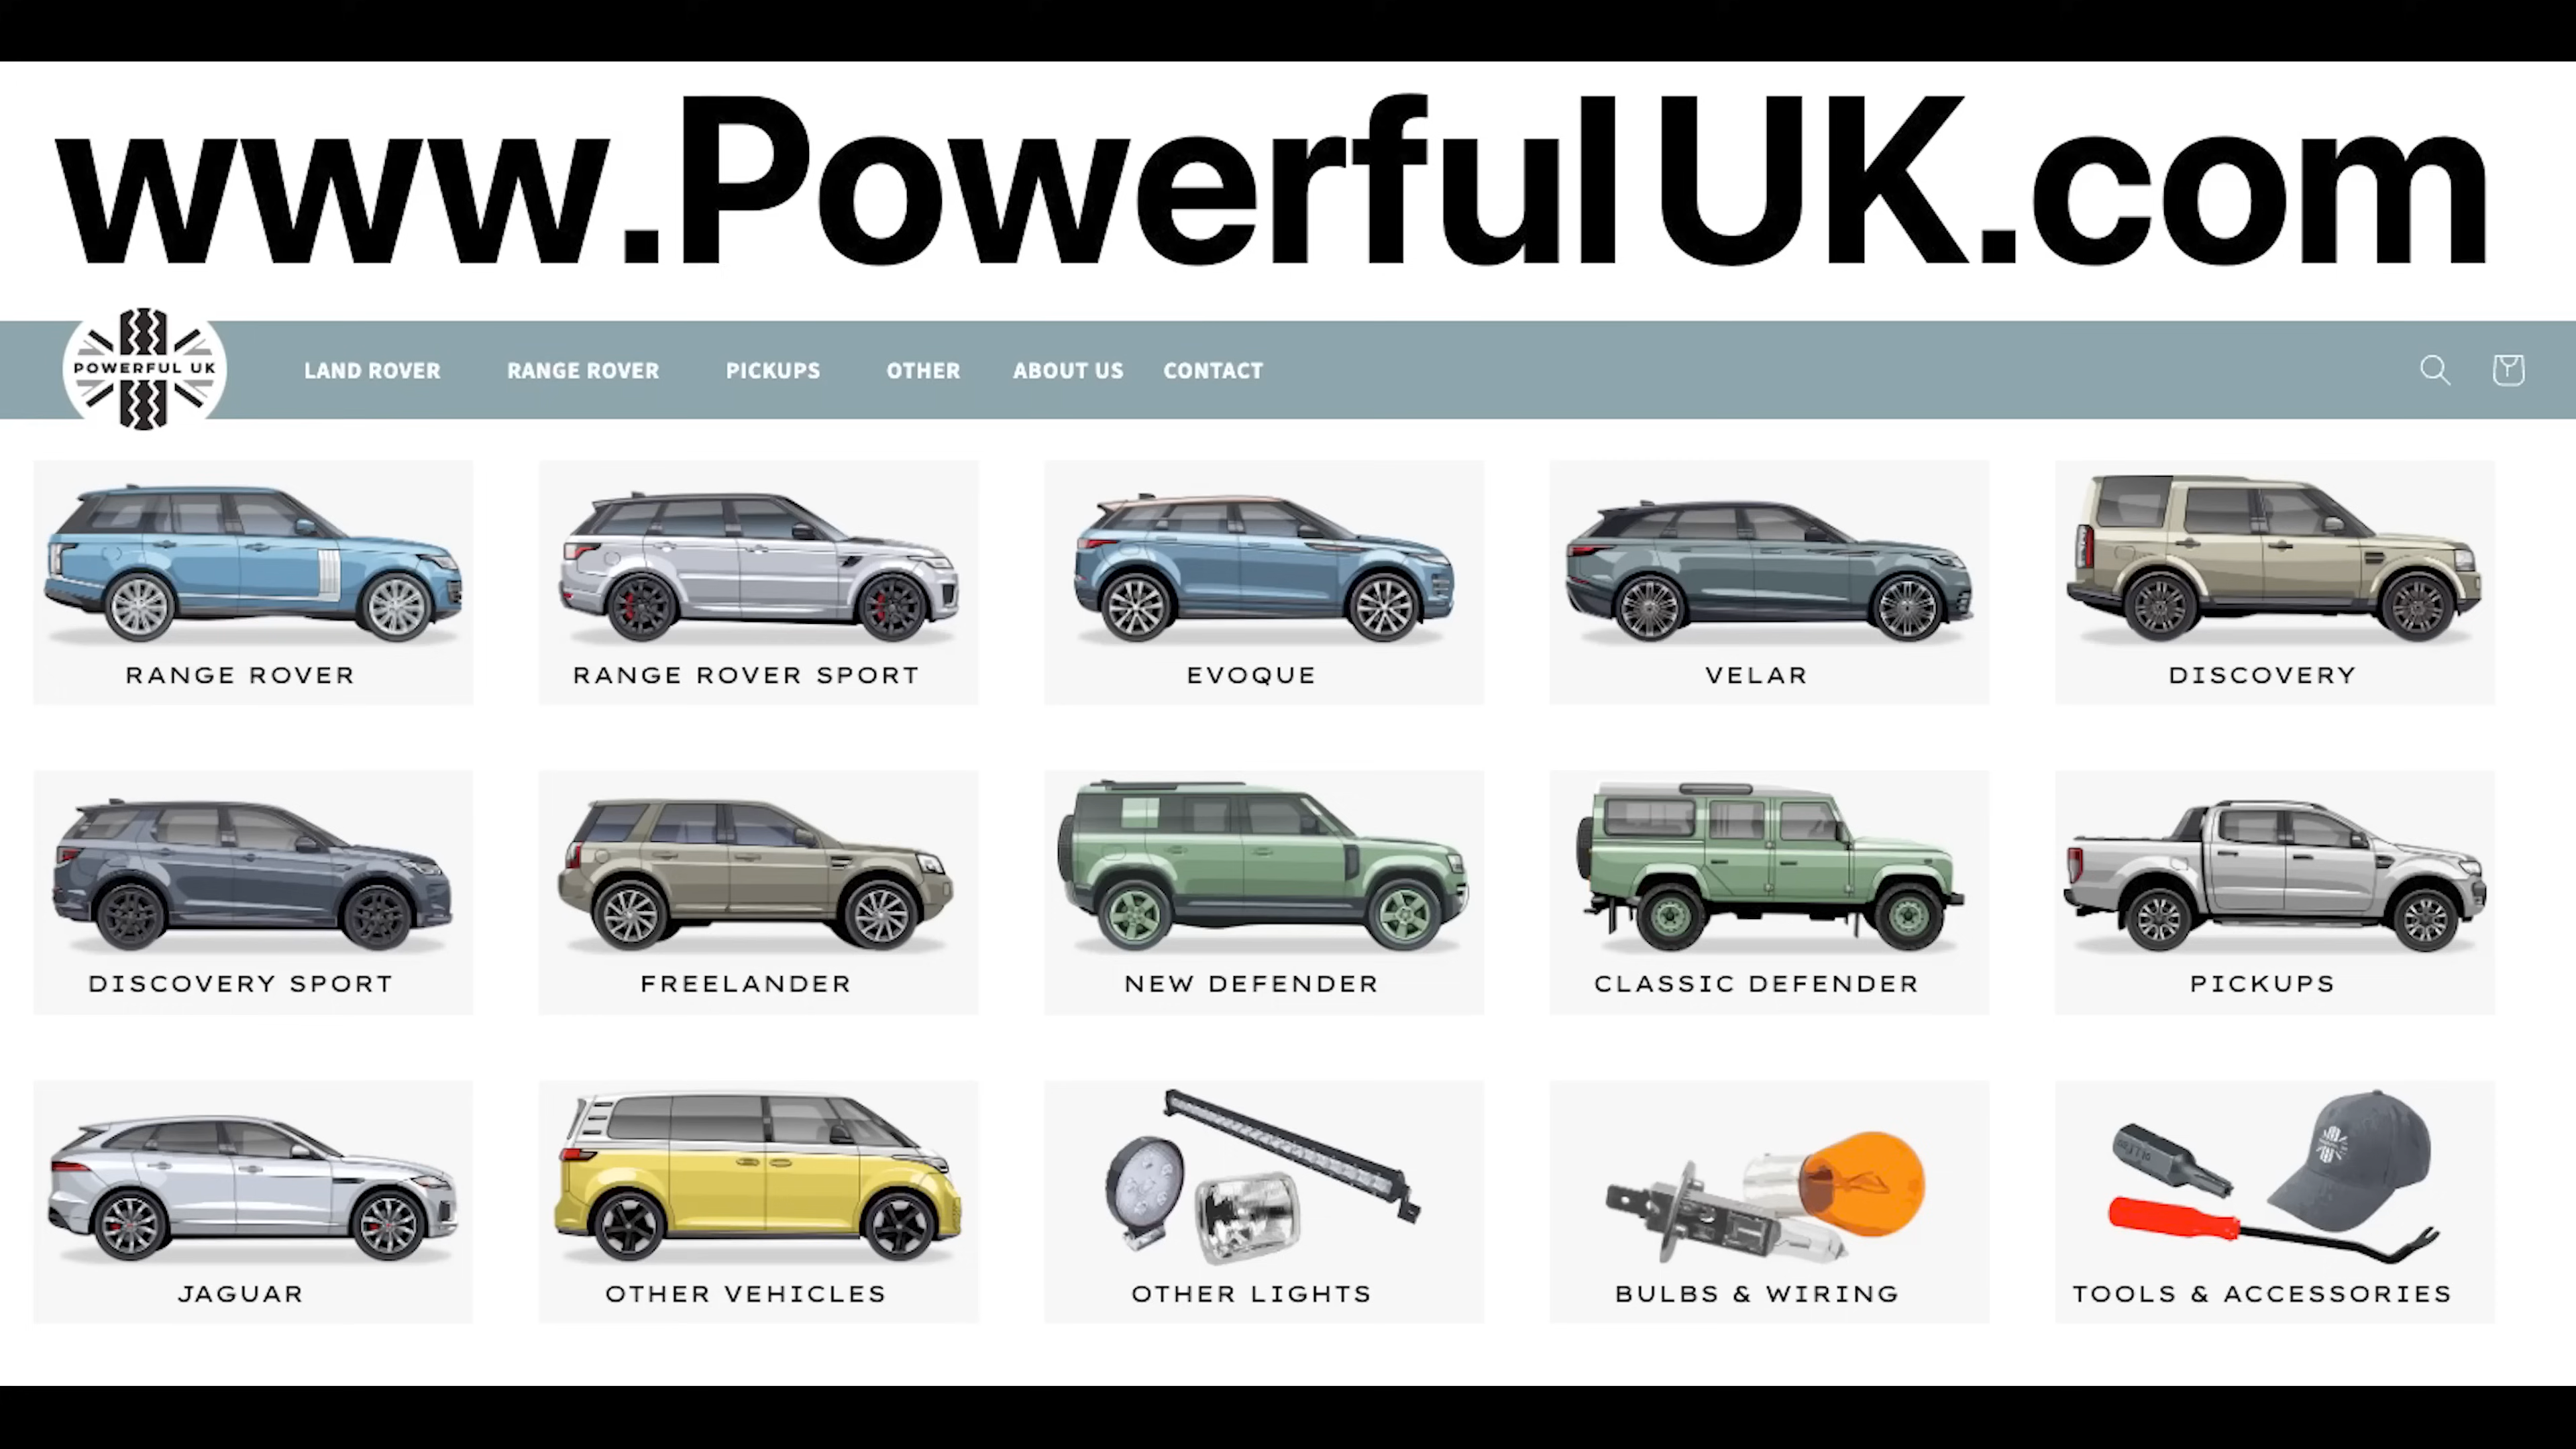 www.PowerfulUK.com
POWERFUL UK
LAND ROVER RANGE ROVER PICKUPS OTHER ABOUT US CONTACT
RANGE ROVER
RANGE ROVER SPORT
EVOQUE
VELAR
DISCOVERY
DISCOVERY SPORT
FREELANDER
NEW DEFENDER
CLASSIC DEFENDER
PICKUPS
JAGUAR
OTHER VEHICLES
OTHER LIGHTS
BULBS & WIRING
TOOLS & ACCESSORIES